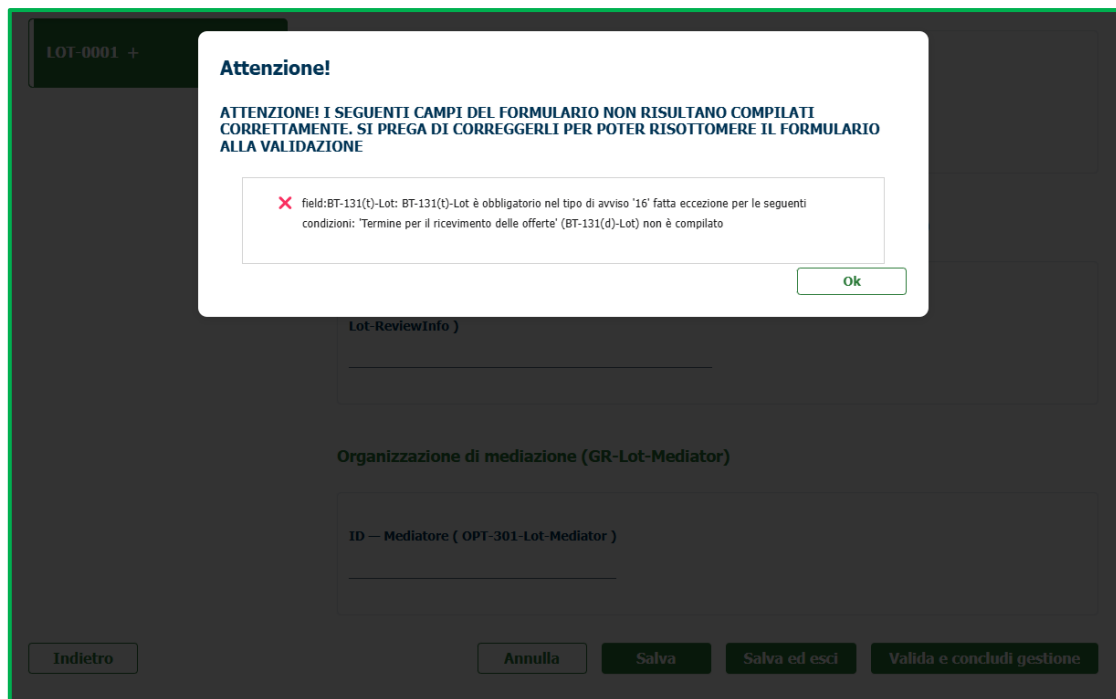 LOT-0001 +
Attenzione!
ATTENZIONE! I SEGUENTI CAMPI DEL FORMULARIO NON RISULTANO COMPILATI
CORRETTAMENTE. SI PREGA DI CORREGGERLI PER POTER RISOTTOMERE IL FORMULARIO
ALLA VALIDAZIONE
field:BT-131(t)-Lot: BT-131(t)-Lot è obbligatorio nel tipo di avviso '16' fatta eccezione per le seguenti
condizioni: 'Termine per il ricevimento delle offerte' (BT-131(d)-Lot) non è compilato
Ok
Lot-ReviewInfo )
Organizzazione di mediazione (GR-Lot-Mediator)
ID — Mediatore ( OPT-301-Lot-Mediator )
Indietro
Annulla
Salva
Salva ed esci
Valida e concludi gestione